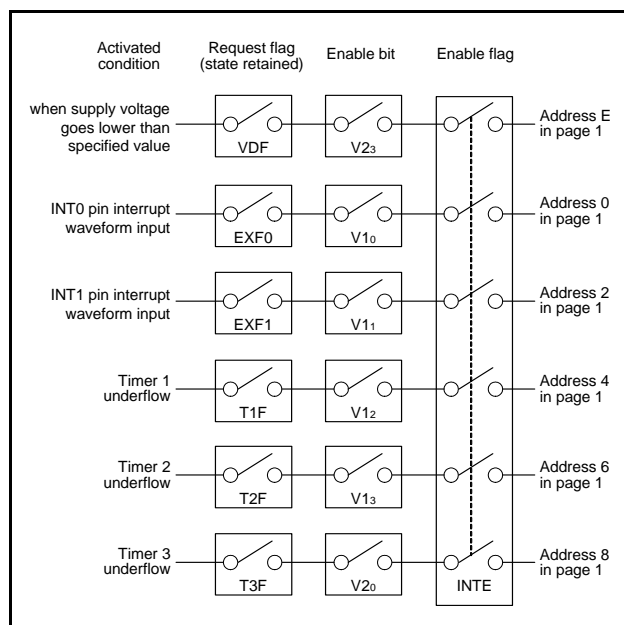 Activated
condition
Request flag
(state retained)
Enable bit
Enable flag
when supply voltage
goes lower than
specified value
VDF
V2₃
Address E
in page 1
INT0 pin interrupt
waveform input
EXF0
V1₀
Address 0
in page 1
INT1 pin interrupt
waveform input
EXF1
V1₁
Address 2
in page 1
Timer 1
underflow
T1F
V1₂
Address 4
in page 1
Timer 2
underflow
T2F
V1₃
Address 6
in page 1
Timer 3
underflow
T3F
V2₀
INTE
Address 8
in page 1